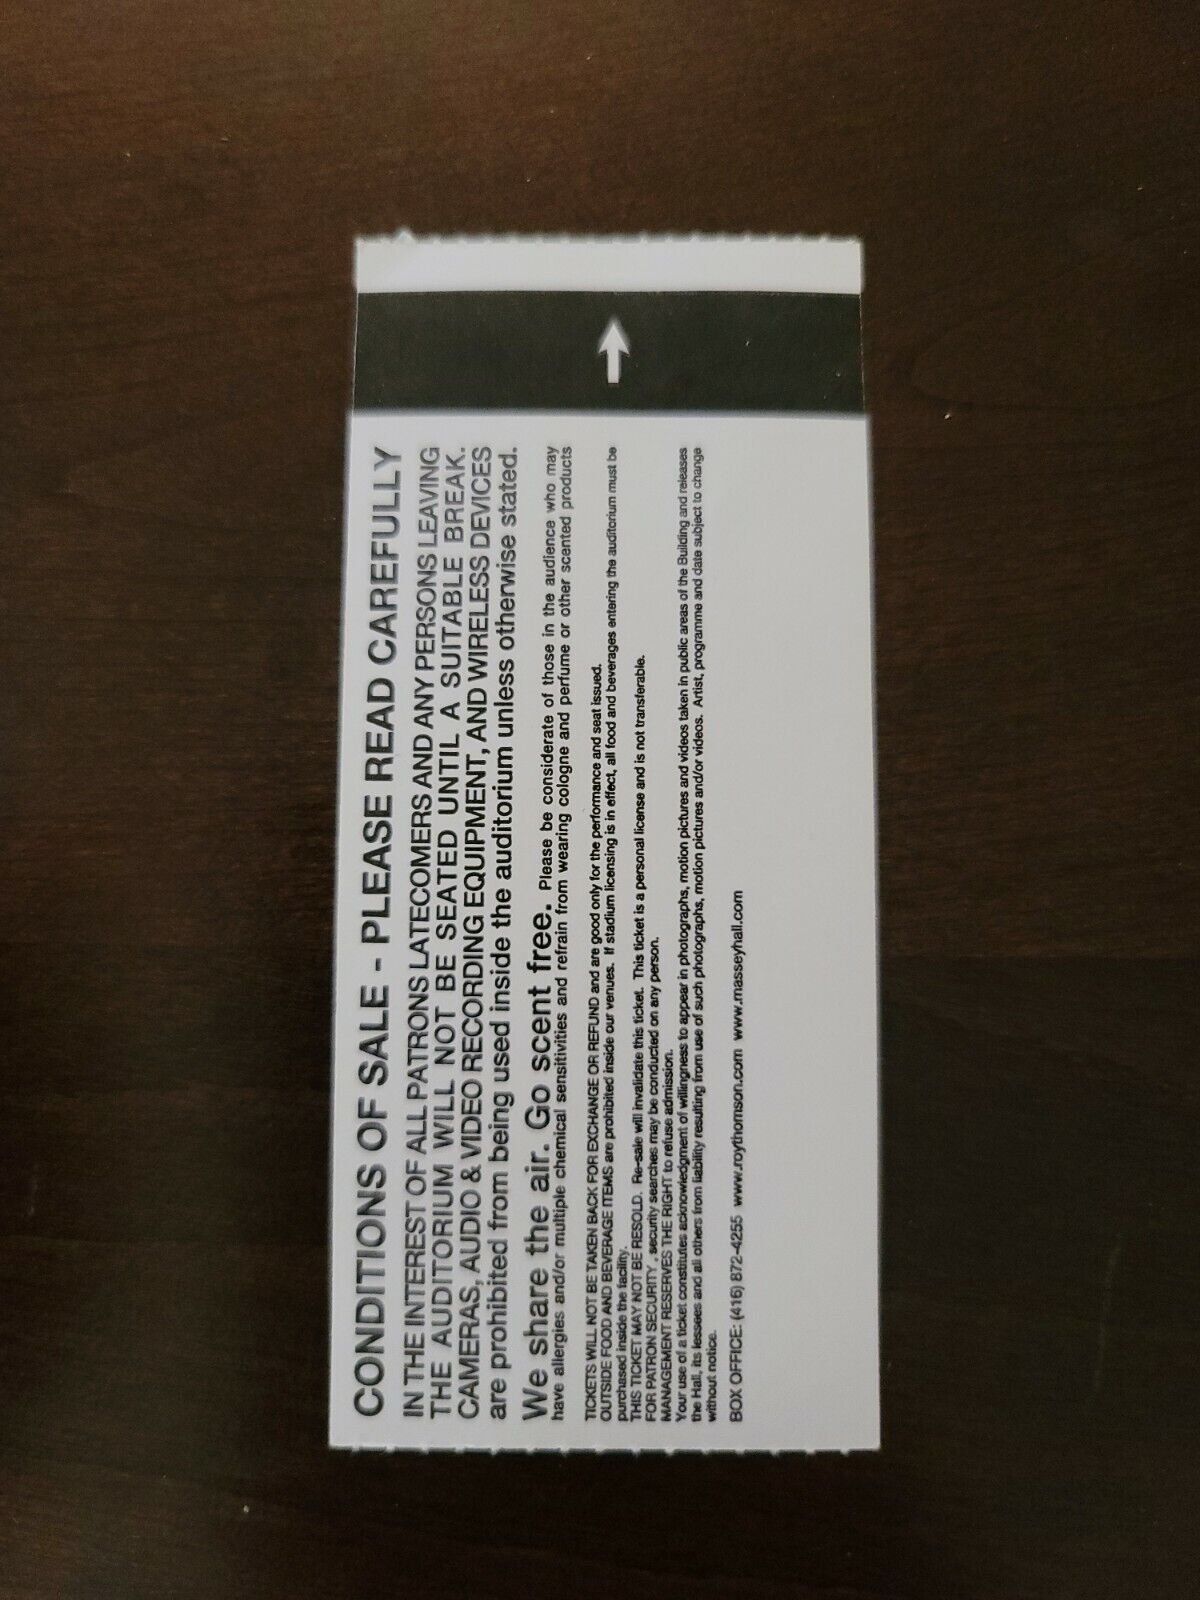 CONDITIONS OF SALE - PLEASE READ CAREFULLY
IN THE INTEREST OF ALL PATRONS LATECOMERS AND ANY PERSONS LEAVING
THE AUDITORIUM WILL NOT BE SEATED UNTIL A SUITABLE BREAK.
CAMERAS, AUDIO & VIDEO RECORDING EQUIPMENT, AND WIRELESS DEVICES
are prohibited from being used inside the auditorium unless otherwise stated.
We share the air. Go scent free. Please be considerate of those in the audience who may
have allergies and/or multiple chemical sensitivities and refrain from wearing cologne and perfume or other scented products
TICKETS WILL NOT BE TAKEN BACK FOR EXCHANGE OR REFUND and are good only for the performance and seat issued.
OUTSIDE FOOD AND BEVERAGE ITEMS are prohibited inside our venues. If stadium licensing is in effect, all food and beverages entering the auditorium must be
purchased inside the facility.
THIS TICKET MAY NOT BE RESOLD. Re-sale will invalidate this ticket. This ticket is a personal license and is not transferable.
FOR PATRON SECURITY, security searches may be conducted on any person.
MANAGEMENT RESERVES THE RIGHT to refuse admission.
Your use of a ticket constitutes acknowledgment of willingness to appear in photographs, motion pictures and videos taken in public areas of the Building and releases
the Hall, its lessees and all others from liability resulting from use of such photographs, motion pictures and/or videos. Artist, programme and date subject to change
without notice.
BOX OFFICE: (416) 872-4255 www.roythomson.com www.masseyhall.com